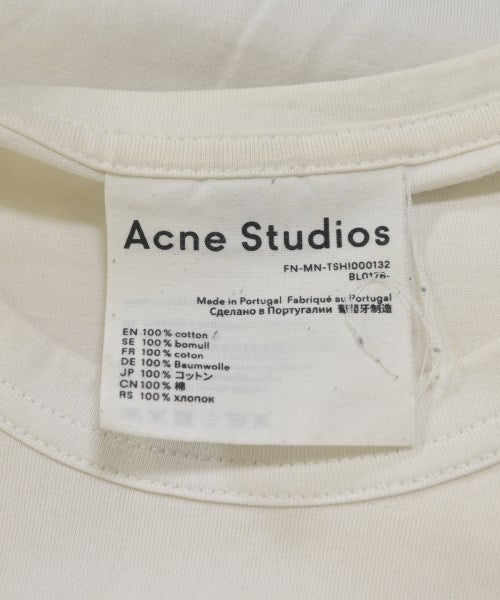 Acne Studios
FN-MN-TSHI000132
BL0176-
Made in Portugal Fabriqué au Portugal
Сделано в Португалии 葡萄牙制造
EN 100% cotton
SE 100% bomull
FR 100% coton
DE 100% Baumwolle
JP 100% コットン
CN 100% 棉
RS 100% хлопок